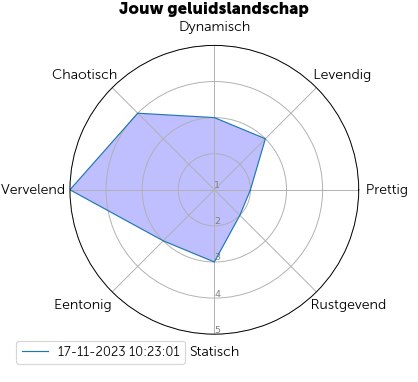 Jouw geluidslandschap
Dynamisch
Chaotisch
Levendig
Vervelend
1
Prettig
2
3
Eentonig
4
Rustgevend
5
17-11-2023 10:23:01
Statisch